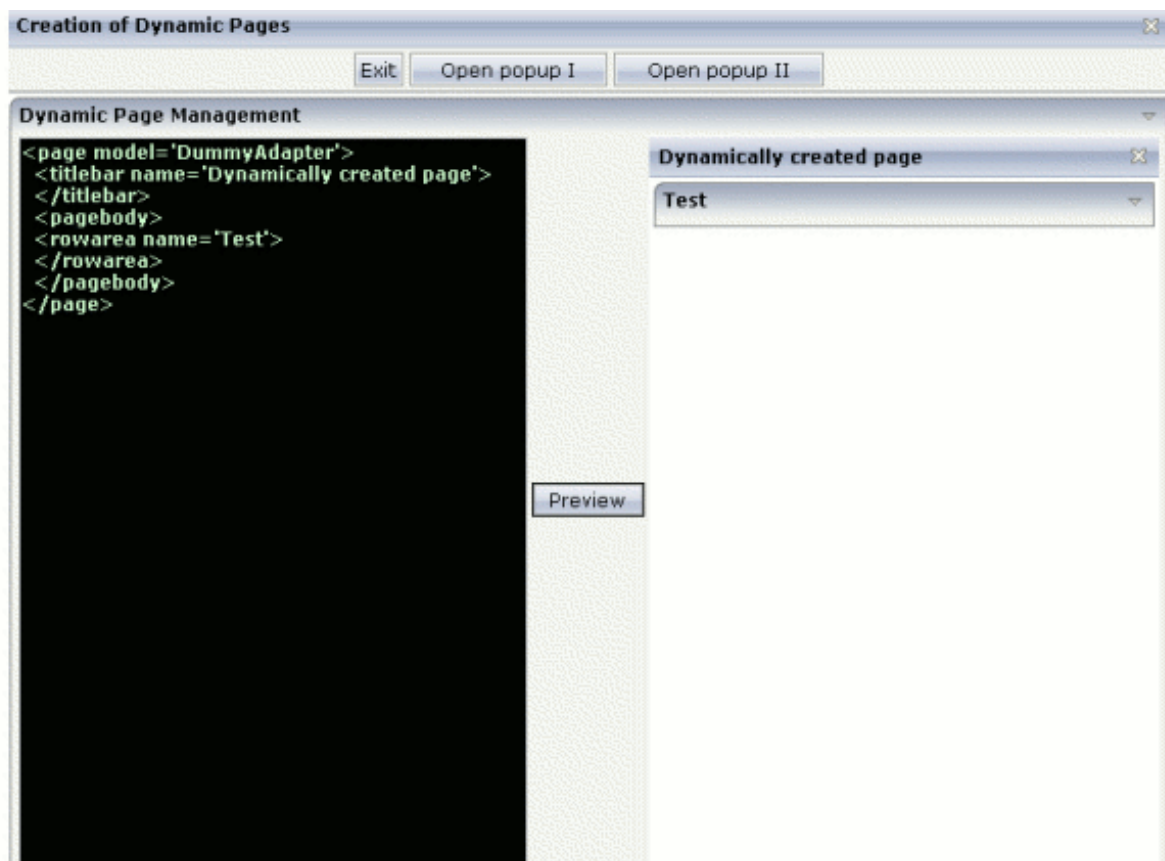 Creation of Dynamic Pages
Exit Open popup I Open popup II
Dynamic Page Management
<page model='DummyAdapter'>
<titlebar name='Dynamically created page'>
</titlebar>
<pagebody>
<rowarea name='Test'>
</rowarea>
</pagebody>
</page>
Preview
Dynamically created page
Test